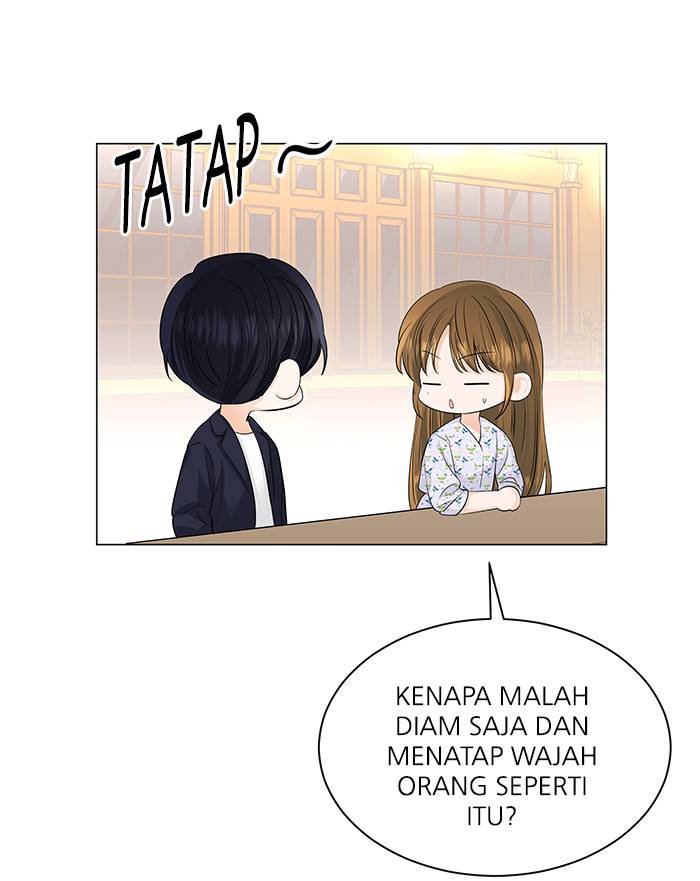 TATAP ~
KENAPA MALAH
DIAM SAJA DAN
MENATAP WAJAH
ORANG SEPERTI
ITU?